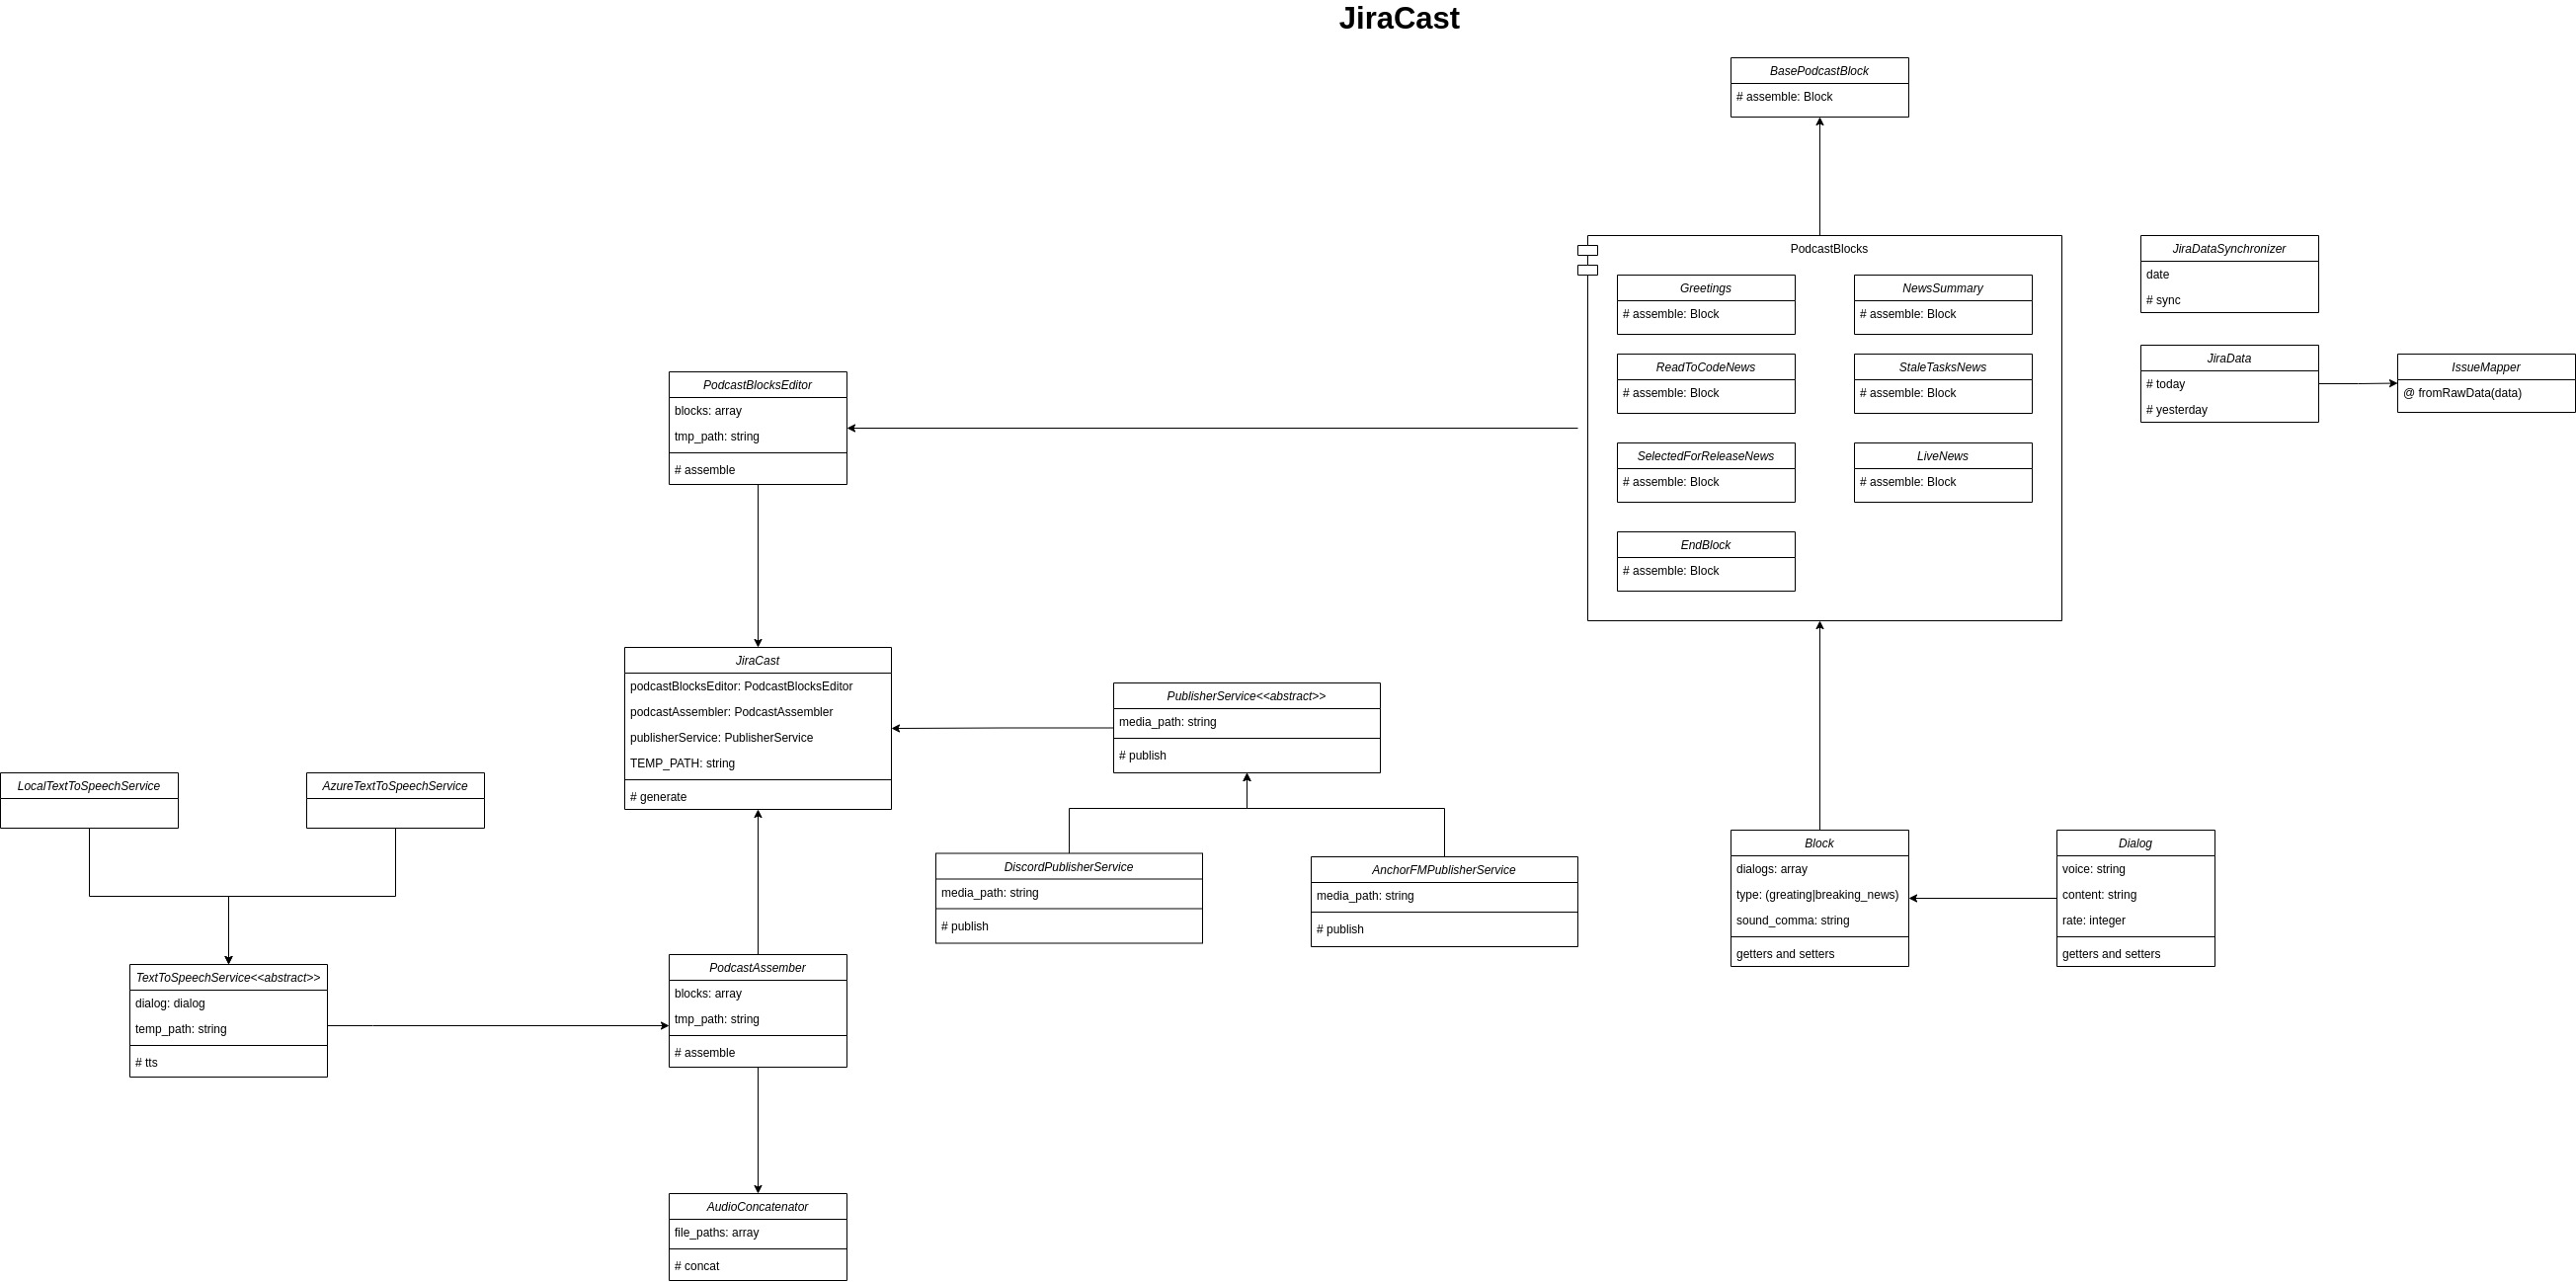 JiraCast
BasePodcastBlock
# assemble: Block
PodcastBlocks
Greetings
# assemble: Block
NewsSummary
# assemble: Block
ReadToCodeNews
# assemble: Block
StaleTasksNews
# assemble: Block
SelectedForReleaseNews
# assemble: Block
LiveNews
# assemble: Block
EndBlock
# assemble: Block
JiraDataSynchronizer
date
# sync
JiraData
# today
# yesterday
IssueMapper
@ fromRawData(data)
PodcastBlocksEditor
blocks: array
tmp_path: string
# assemble
JiraCast
podcastBlocksEditor: PodcastBlocksEditor
podcastAssembler: PodcastAssembler
publisherService: PublisherService
TEMP_PATH: string
# generate
PublisherService<<abstract>>
media_path: string
# publish
LocalTextToSpeechService
AzureTextToSpeechService
DiscordPublisherService
media_path: string
# publish
AnchorFMPublisherService
media_path: string
# publish
Block
dialogs: array
type: (greating|breaking_news)
sound_comma: string
getters and setters
Dialog
voice: string
content: string
rate: integer
getters and setters
TextToSpeechService<<abstract>>
dialog: dialog
temp_path: string
# tts
PodcastAssember
blocks: array
tmp_path: string
# assemble
AudioConcatenator
file_paths: array
# concat